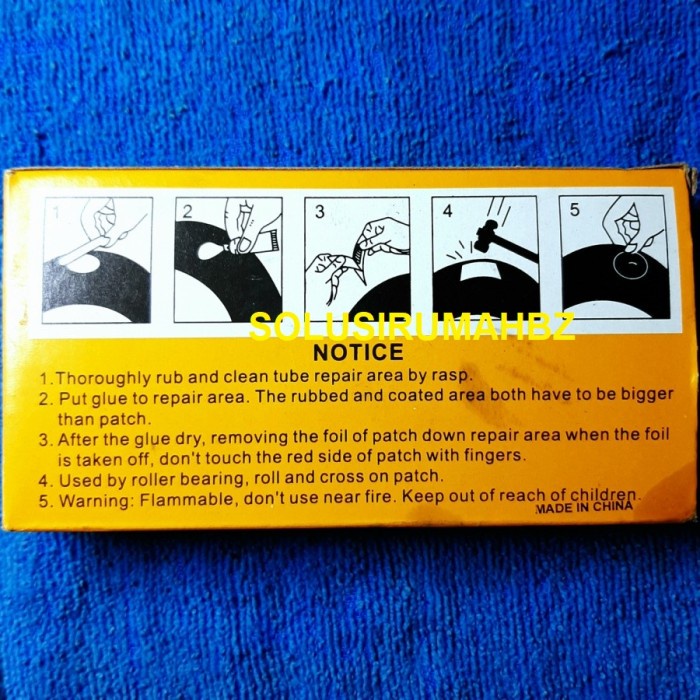 1 2 3 4 5
SOLUSIRUMAHBZ
NOTICE
1.Thoroughly rub and clean tube repair area by rasp.
2. Put glue to repair area. The rubbed and coated area both have to be bigger
than patch.
3. After the glue dry, removing the foil of patch down repair area when the foil
is taken off, don't touch the red side of patch with fingers.
4. Used by roller bearing, roll and cross on patch.
5. Warning: Flammable, don't use near fire. Keep out of reach of children.
MADE IN CHINA